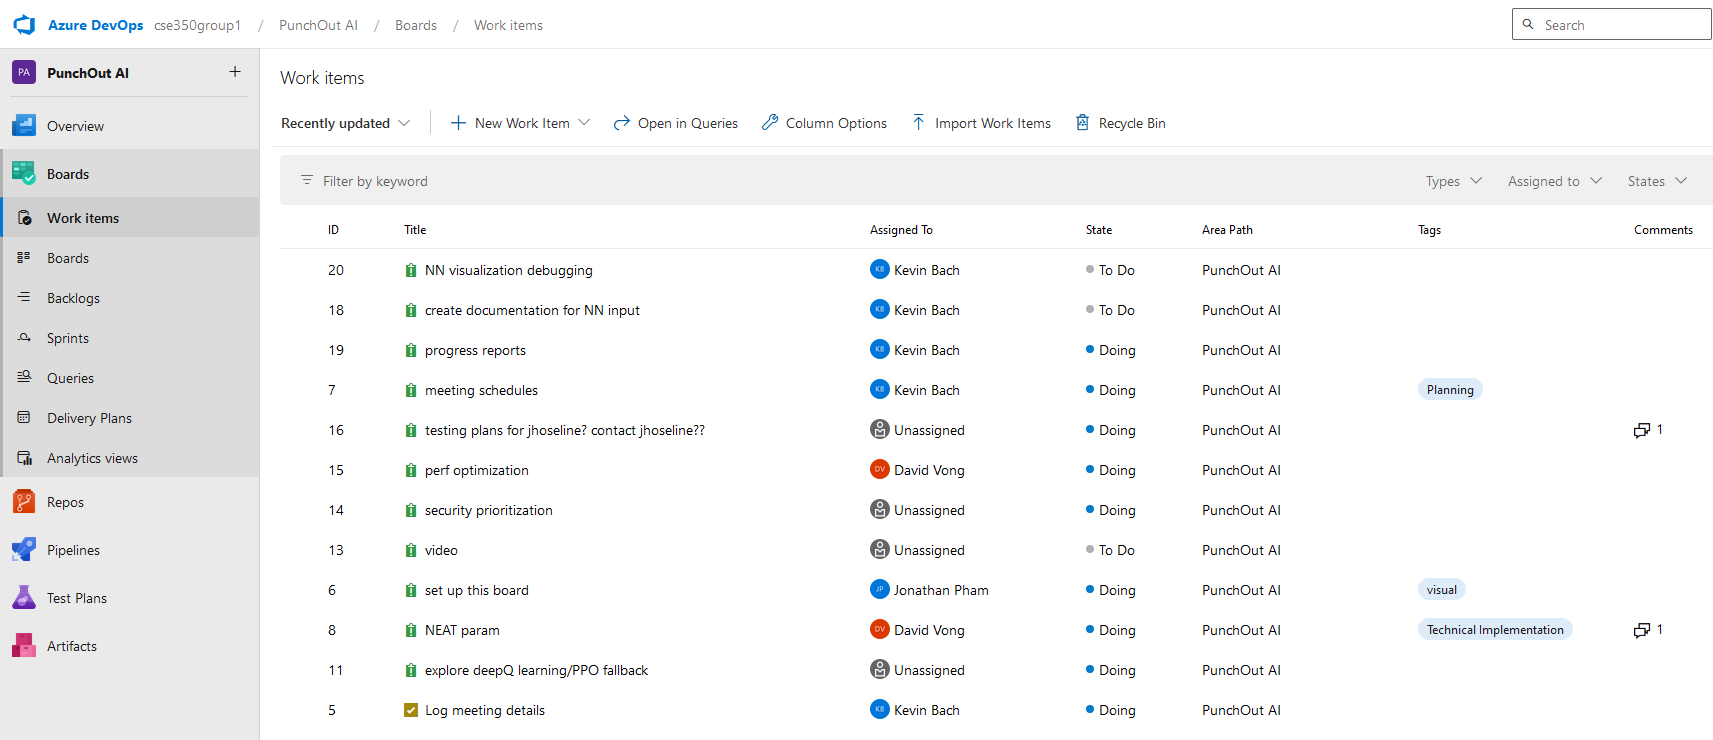 Azure DevOps cse350group1 / PunchOut AI / Boards / Work items
Search
PA PunchOut AI +
Overview
Boards
Work items
Boards
Backlogs
Sprints
Queries
Delivery Plans
Analytics views
Repos
Pipelines
Test Plans
Artifacts
Work items
Recently updated New Work Item Open in Queries Column Options Import Work Items Recycle Bin
Filter by keyword Types Assigned to States
ID Title Assigned To State Area Path Tags Comments
20 NN visualization debugging KB Kevin Bach To Do PunchOut AI
18 create documentation for NN input KB Kevin Bach To Do PunchOut AI
19 progress reports KB Kevin Bach Doing PunchOut AI
7 meeting schedules KB Kevin Bach Doing PunchOut AI Planning
16 testing plans for jhoseline? contact jhoseline?? Unassigned Doing PunchOut AI 1
15 perf optimization DV David Vong Doing PunchOut AI
14 security prioritization Unassigned Doing PunchOut AI
13 video Unassigned To Do PunchOut AI
6 set up this board JP Jonathan Pham Doing PunchOut AI visual
8 NEAT param DV David Vong Doing PunchOut AI Technical Implementation 1
11 explore deepQ learning/PPO fallback Unassigned Doing PunchOut AI
5 Log meeting details KB Kevin Bach Doing PunchOut AI